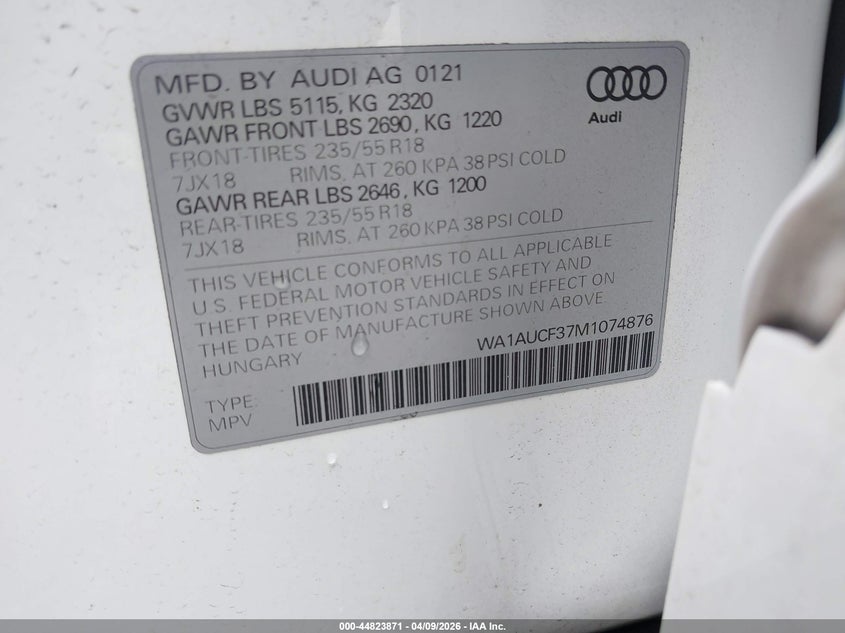 MFD. BY AUDI AG 0121
GVWR LBS 5115, KG 2320
GAWR FRONT LBS 2690, KG 1220
FRONT-TIRES 235/55 R18
7JX18 RIMS, AT 260 KPA 38 PSI COLD
GAWR REAR LBS 2646, KG 1200
REAR-TIRES 235/55 R18
7JX18 RIMS, AT 260 KPA 38 PSI COLD
Audi
THIS VEHICLE CONFORMS TO ALL APPLICABLE
U.S. FEDERAL MOTOR VEHICLE SAFETY AND
THEFT PREVENTION STANDARDS IN EFFECT ON
THE DATE OF MANUFACTURE SHOWN ABOVE
HUNGARY
WA1AUCF37M1074876
TYPE:
MPV
000-44823871 | 04/09/2026 - IAA Inc.